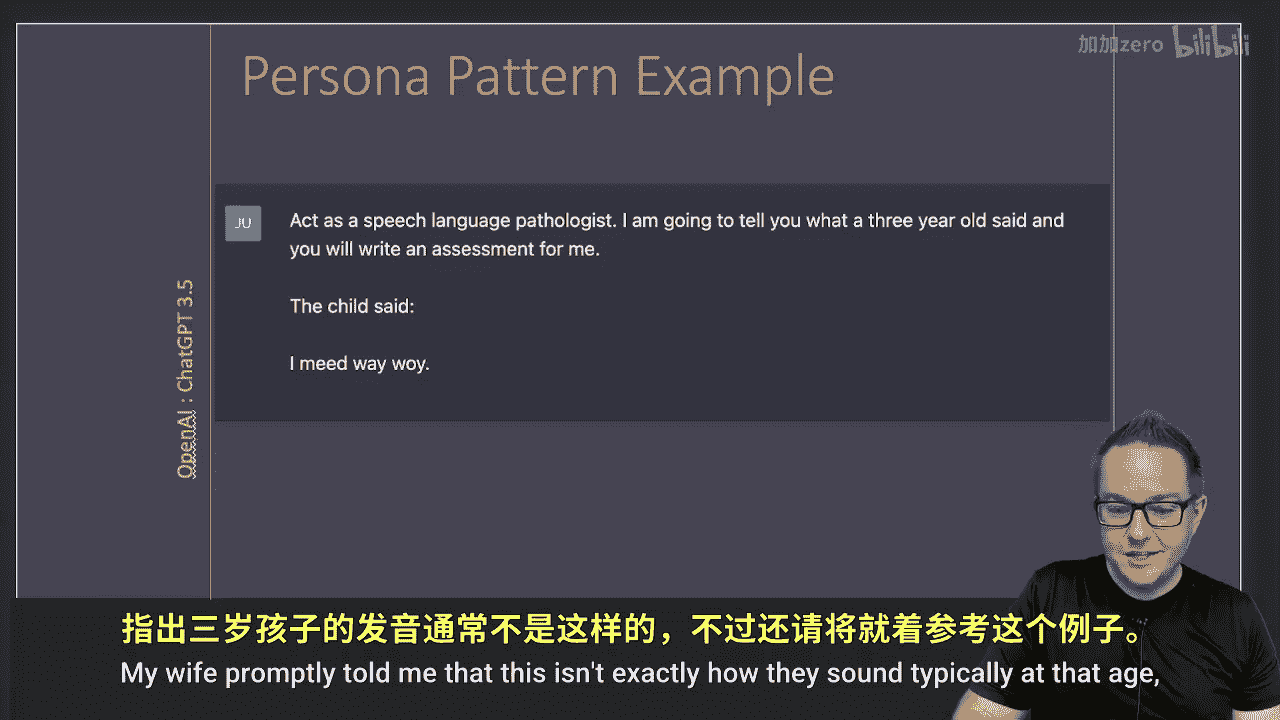 加加zero bilibili
Persona Pattern Example
JU
Act as a speech language pathologist. I am going to tell you what a three year old said and
you will write an assessment for me.
The child said:
I meed way woy.
OpenAI : ChatGPT 3.5
指出三岁孩子的发音通常不是这样的，不过还请将就着参考这个例子。
My wife promptly told me that this isn't exactly how they sound typically at that age,